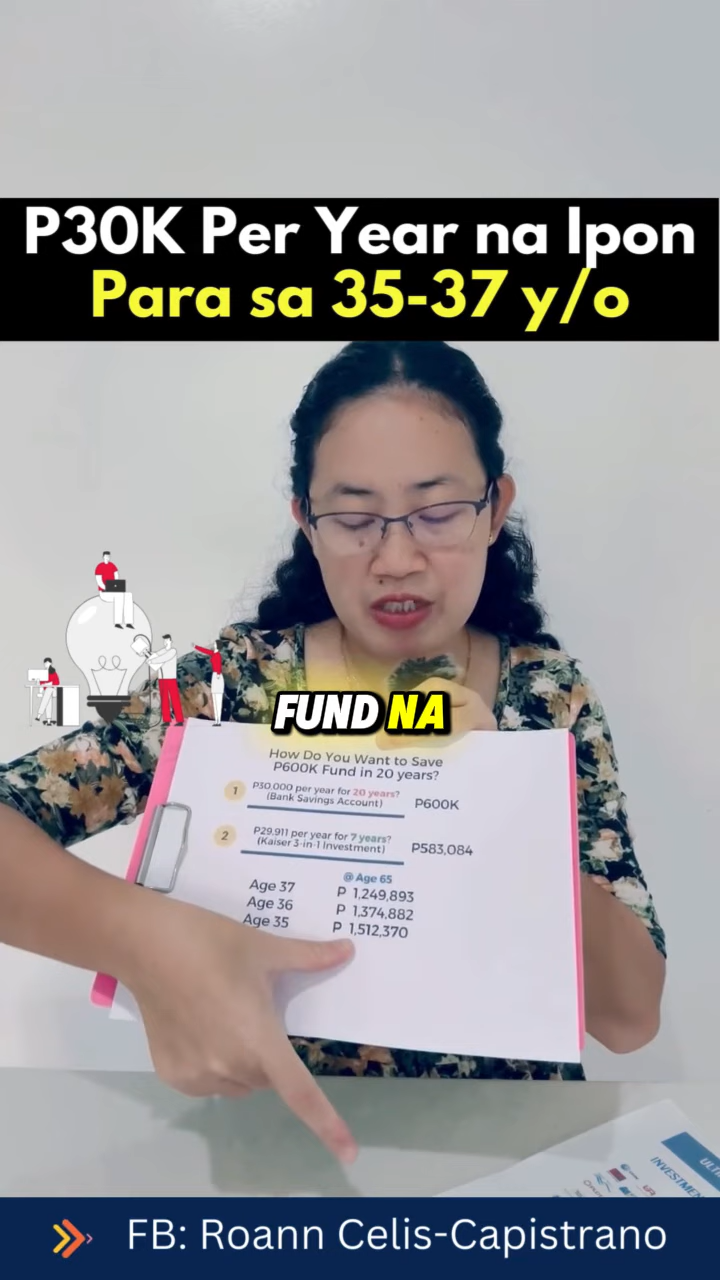 P30K Per Year na Ipon
Para sa 35-37 y/o
FUND NA
How Do You Want to Save
P600K Fund in 20 years?
1 P30,000 per year for 20 years?
(Bank Savings Account) P600K
2 P29,911 per year for 7 years?
(Kaiser 3-in-1 Investment) P583,084
@ Age 65
Age 37 P 1,249,893
Age 36 P 1,374,882
Age 35 P 1,512,370
FB: Roann Celis-Capistrano